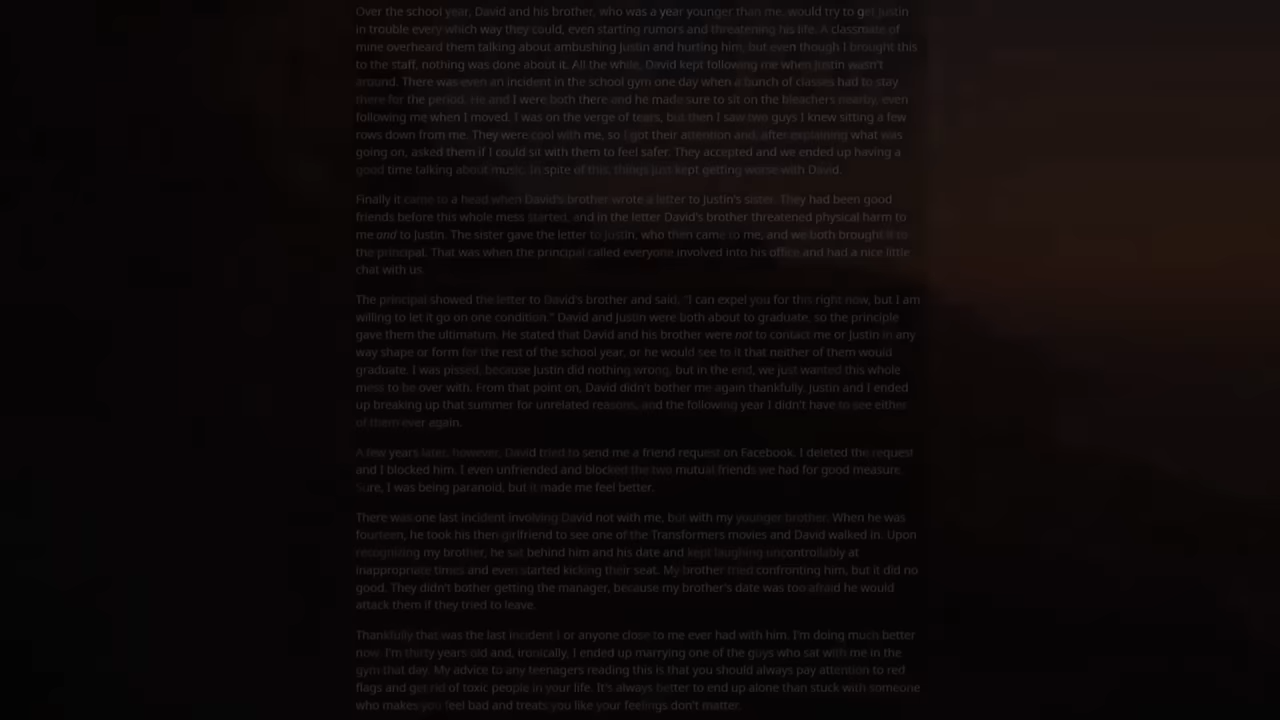 Over the school year, David and his brother, who was a year younger than me, would try to get Justin
in trouble every which way they could, even starting rumors and threatening his life. A classmate of
mine overheard them talking about ambushing Justin and hurting him, but even though I brought this
to the staff, nothing was done about it. All the while, David kept following me when Justin wasn't
around. There was even an incident in the school gym one day when a bunch of classes had to stay
there for the period. He and I were both there and he made sure to sit on the bleachers nearby, even
following me when I moved. I was on the verge of tears, but then I saw two guys I knew sitting a few
rows down from me. They were cool with me, so I got their attention and, after explaining what was
going on, asked them if I could sit with them to feel safer. They accepted and we ended up having a
good time talking about music. In spite of this, things just kept getting worse with David.
Finally it came to a head when David's brother wrote a letter to Justin's sister. They had been good
friends before this whole mess started, and in the letter David's brother threatened physical harm to
me and to Justin. The sister gave the letter to Justin, who then came to me, and we both brought it to
the principal. That was when the principal called everyone involved into his office and had a nice little
chat with us.
The principal showed the letter to David's brother and said, "I can expel you for this right now, but I am
willing to let it go on one condition." David and Justin were both about to graduate, so the principle
gave them the ultimatum. He stated that David and his brother were not to contact me or Justin in any
way shape or form for the rest of the school year, or he would see to it that neither of them would
graduate. I was pissed, because Justin did nothing wrong, but in the end, we just wanted this whole
mess to be over with. From that point on, David didn't bother me again thankfully. Justin and I ended
up breaking up that summer for unrelated reasons, and the following year I didn't have to see either
of them ever again.
A few years later, however, David tried to send me a friend request on Facebook. I deleted the request
and I blocked him. I even unfriended and blocked the two mutual friends we had for good measure.
Sure, I was being paranoid, but it made me feel better.
There was one last incident involving David not with me, but with my younger brother. When he was
fourteen, he took his then-girlfriend to see one of the Transformers movies and David walked in. Upon
recognizing my brother, he sat behind him and his date and kept laughing uncontrollably at
inappropriate times and even started kicking their seat. My brother tried confronting him, but it did no
good. They didn't bother getting the manager, because my brother's date was too afraid he would
attack them if they tried to leave.
Thankfully that was the last incident I or anyone close to me ever had with him. I'm doing much better
now. I'm thirty years old and, ironically, I ended up marrying one of the guys who sat with me in the
gym that day. My advice to any teenagers reading this is that you should always pay attention to red
flags and get rid of toxic people in your life. It's always better to end up alone than stuck with someone
who makes you feel bad and treats you like your feelings don't matter.